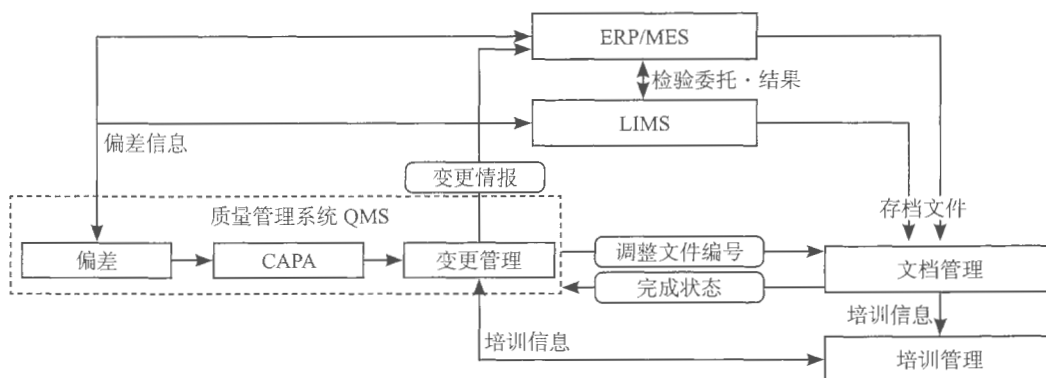 ERP/MES
检验委托·结果
LIMS
偏差信息
变更情报
质量管理系统 QMS
存档文件
偏差
CAPA
变更管理
调整文件编号
文档管理
完成状态
培训信息
培训信息
培训管理